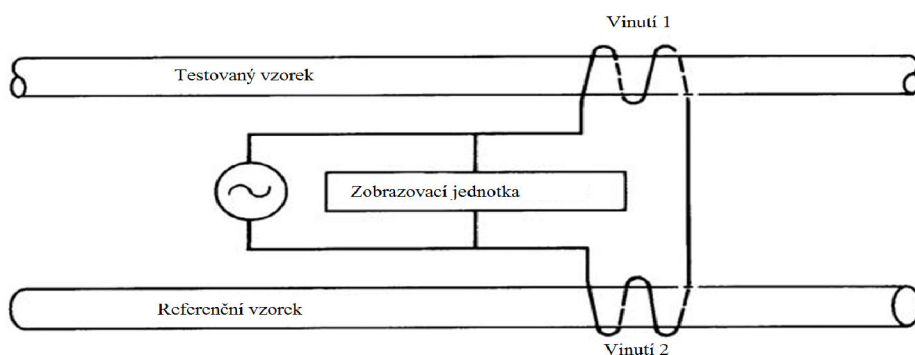 Vinutí 1
Testovaný vzorek
Zobrazovací jednotka
Referenční vzorek
Vinutí 2